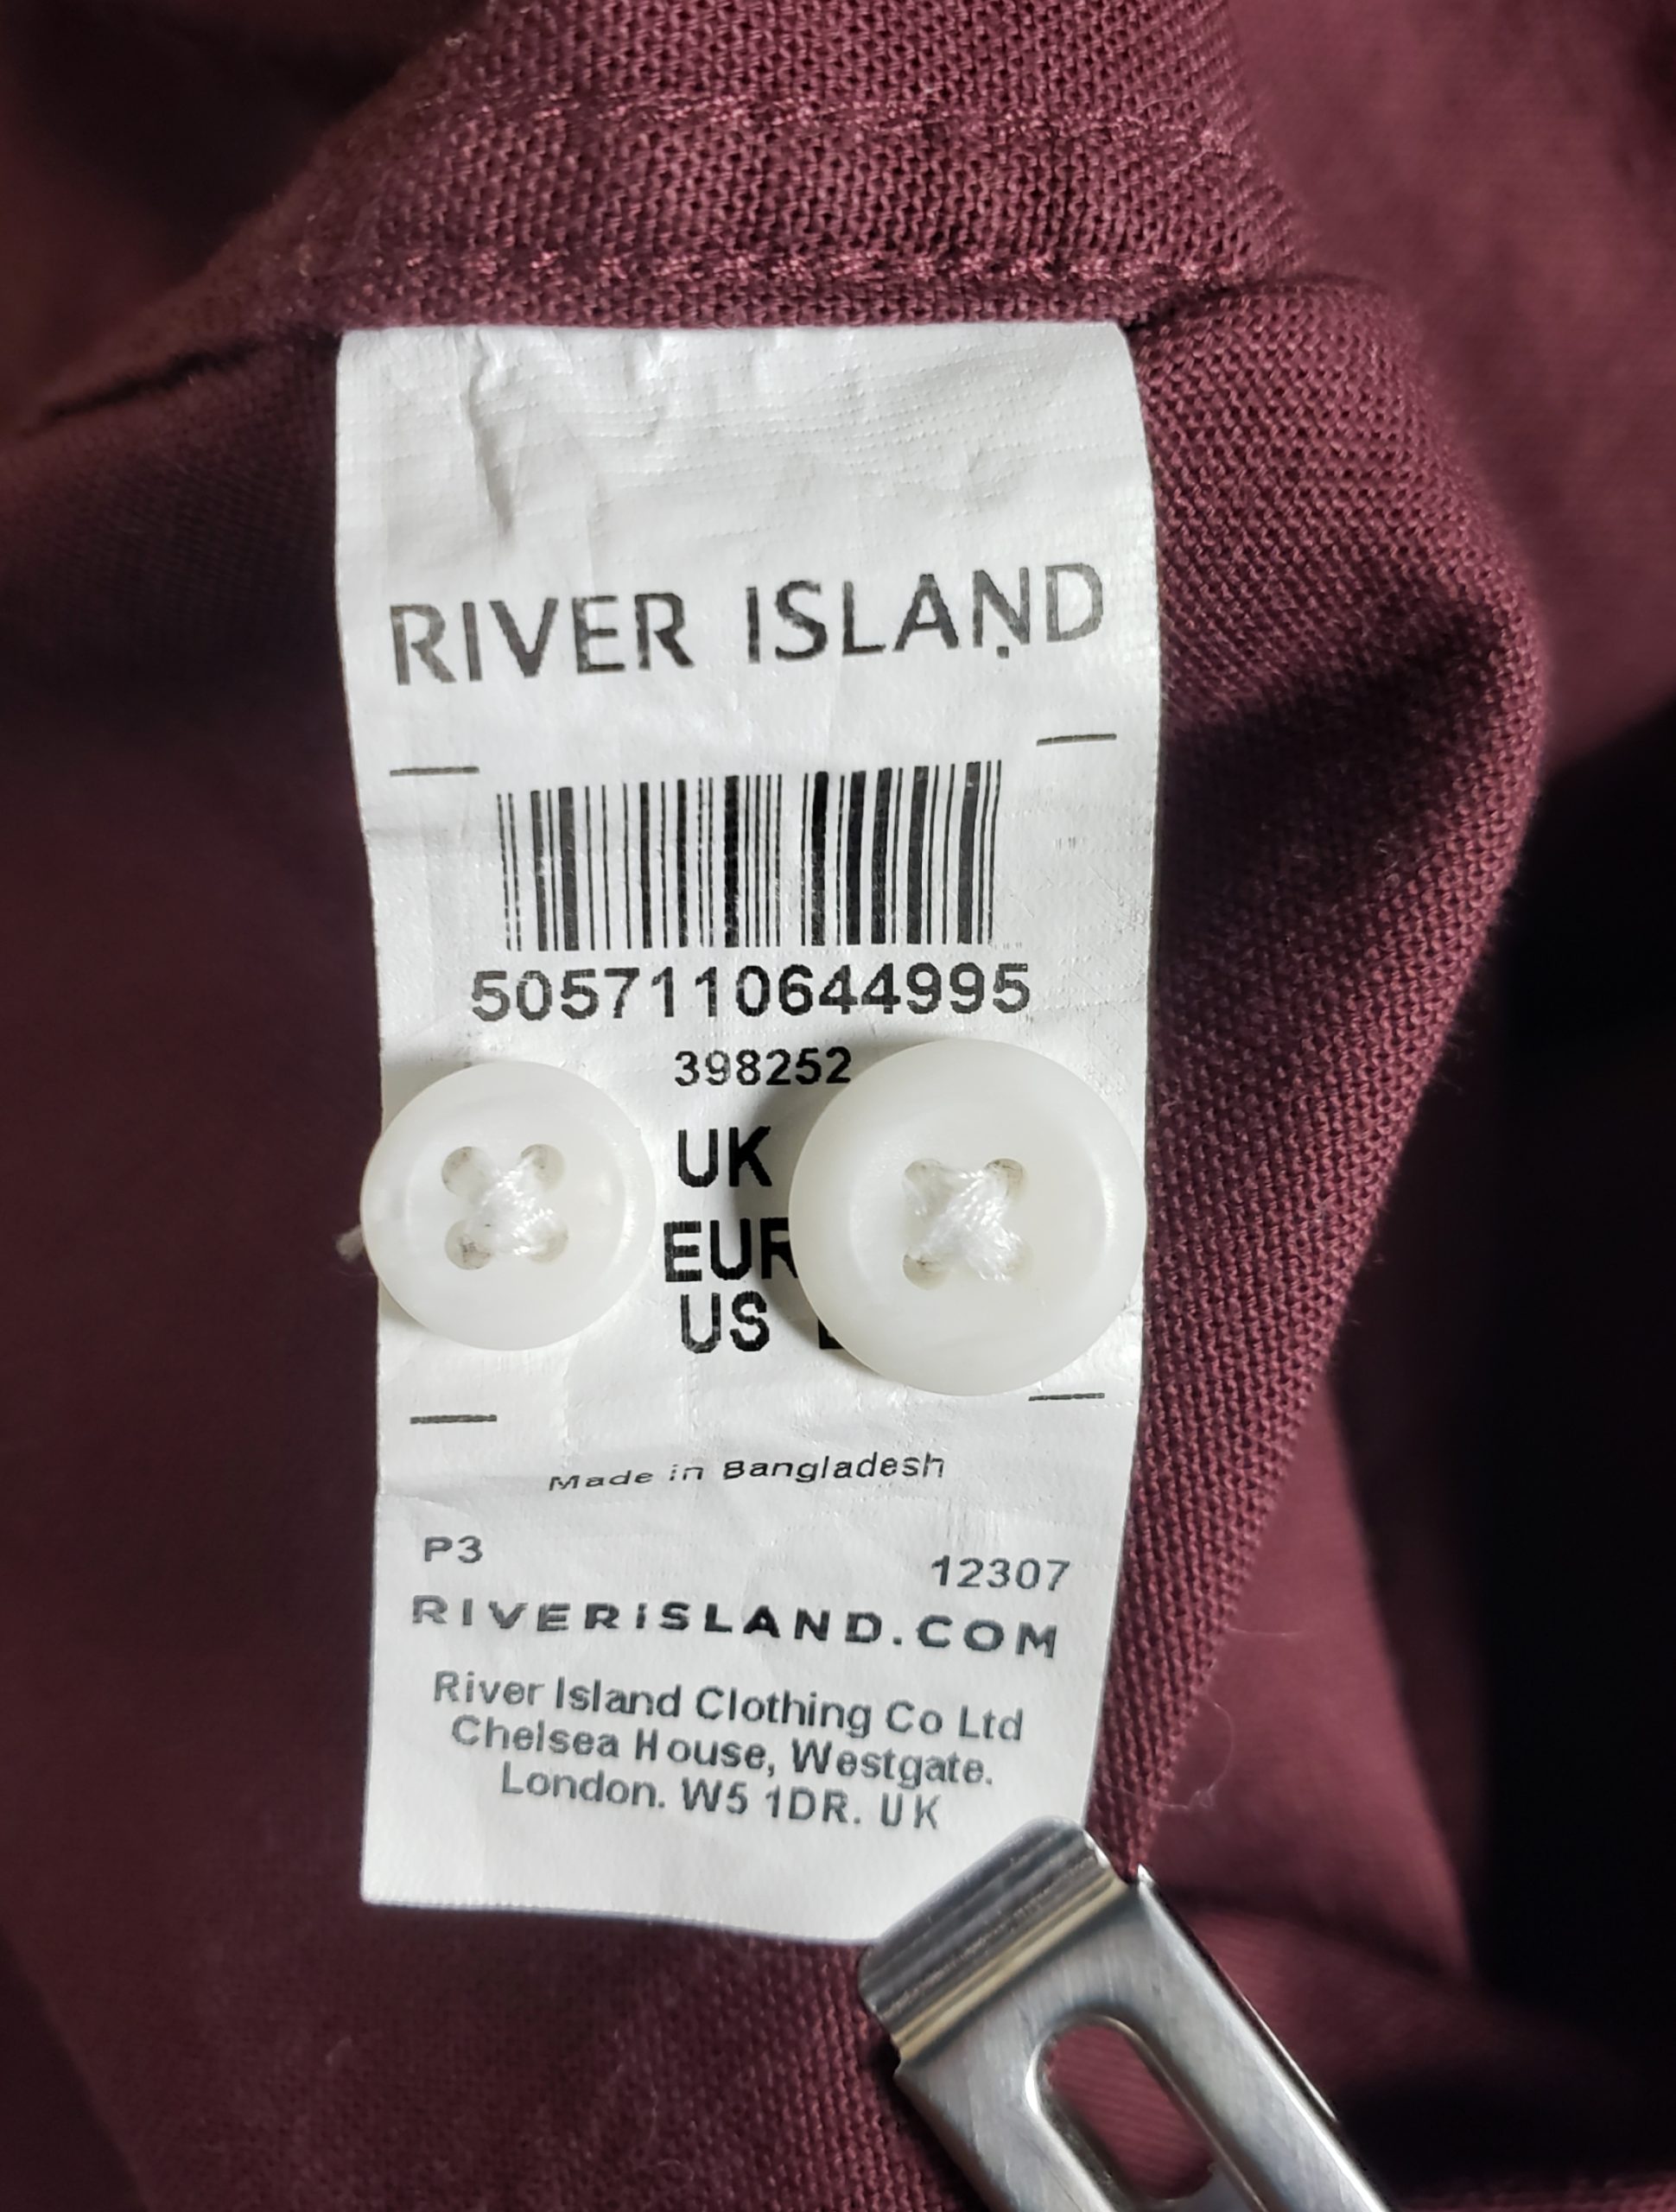 RIVER ISLAND
5057110644995
398252
UK
EUR
US
Made in Bangladesh
P3
12307
RIVERiSLAND.COM
River Island Clothing Co Ltd
Chelsea House, Westgate.
London. W5 1DR. UK